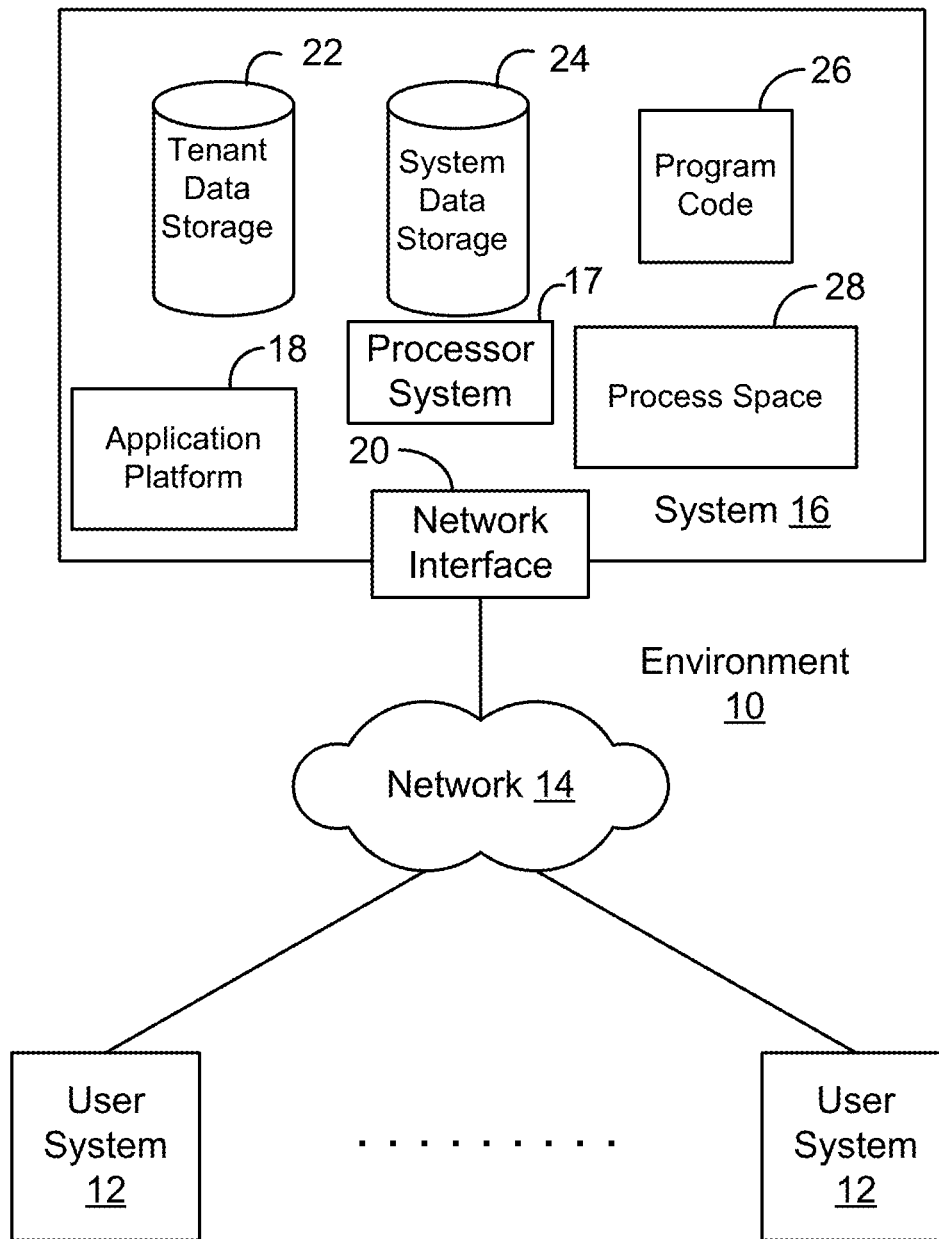 22
24
26
Tenant
Data
Storage
System
Data
Storage
Program
Code
17
28
18
Processor
System
Process Space
Application
Platform
20
Network
Interface
System 16
Environment
10
Network 14
User
System
12
. . . . . . . . .
User
System
12